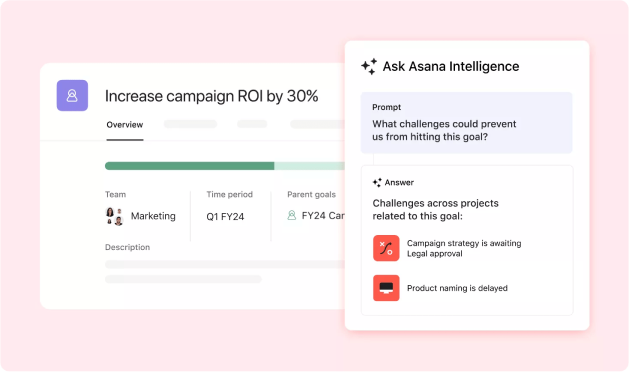 Increase campaign ROI by 30%
Overview
Team
Time period
Parent goals
Marketing
Q1 FY24
Description
Ask Asana Intelligence
Prompt
What challenges could prevent
us from hitting this goal?
Answer
Challenges across projects
related to this goal:
Campaign strategy is awaiting
Legal approval
Product naming is delayed